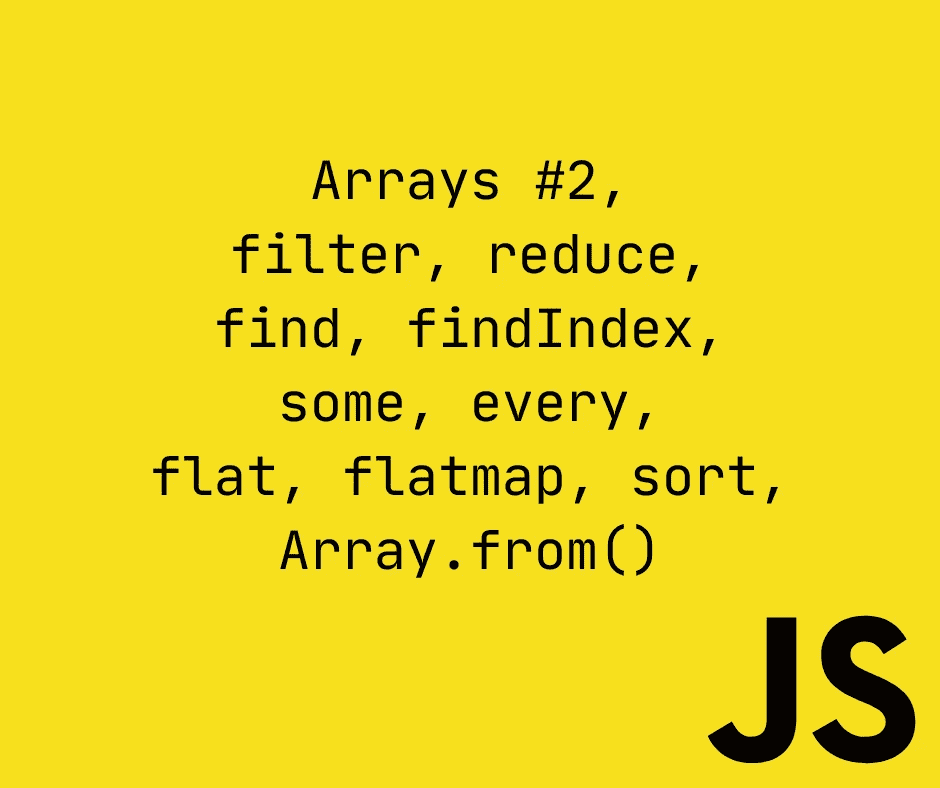 Arrays #2,
filter, reduce,
find, findIndex,
some, every,
flat, flatmap, sort,
Array.from()
JS